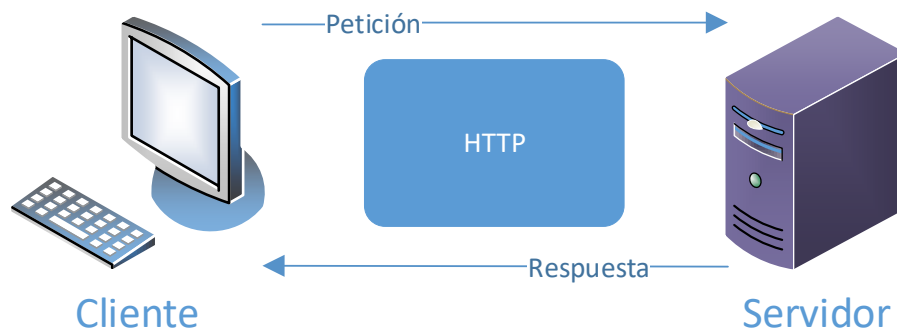 Petición
HTTP
Respuesta
Cliente
Servidor